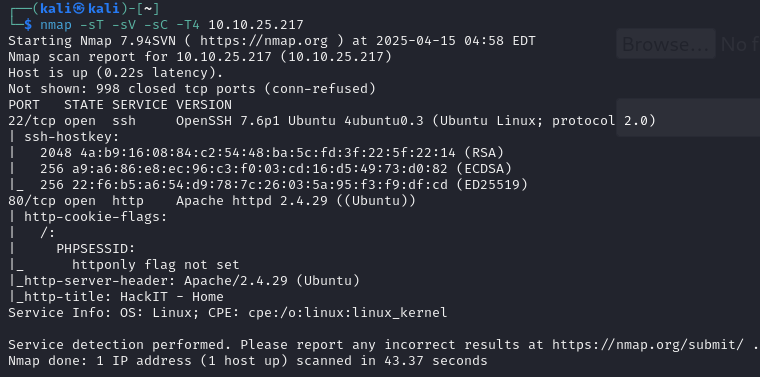 ┌──(kali㉿kali)-[~]
└─$ nmap -sT -sV -sC -T4 10.10.25.217
Starting Nmap 7.94SVN ( https://nmap.org ) at 2025-04-15 04:58 EDT
Nmap scan report for 10.10.25.217 (10.10.25.217)
Host is up (0.22s latency).
Not shown: 998 closed tcp ports (conn-refused)
PORT   STATE SERVICE VERSION
22/tcp open  ssh     OpenSSH 7.6p1 Ubuntu 4ubuntu0.3 (Ubuntu Linux; protocol 2.0)
| ssh-hostkey:
|   2048 4a:b9:16:08:84:c2:54:48:ba:5c:fd:3f:22:5f:22:14 (RSA)
|   256 a9:a6:86:e8:ec:96:c3:f0:03:cd:16:d5:49:73:d0:82 (ECDSA)
|_  256 22:f6:b5:a6:54:d9:78:7c:26:03:5a:95:f3:f9:df:cd (ED25519)
80/tcp open  http    Apache httpd 2.4.29 ((Ubuntu))
| http-cookie-flags:
|   /:
|     PHPSESSID:
|_      httponly flag not set
|_http-server-header: Apache/2.4.29 (Ubuntu)
|_http-title: HackIT - Home
Service Info: OS: Linux; CPE: cpe:/o:linux:linux_kernel

Service detection performed. Please report any incorrect results at https://nmap.org/submit/ .
Nmap done: 1 IP address (1 host up) scanned in 43.37 seconds
Browse... No f